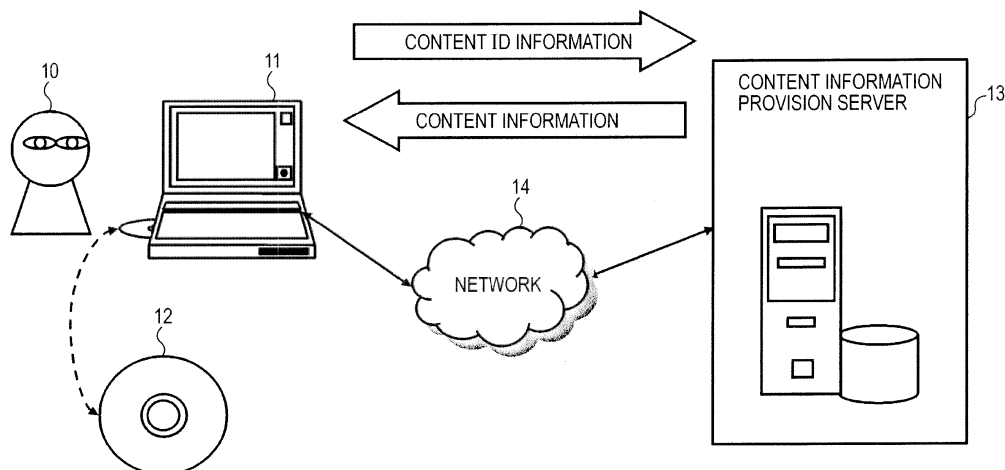 CONTENT ID INFORMATION
10
11
CONTENT INFORMATION
PROVISION SERVER
13
CONTENT INFORMATION
14
NETWORK
12